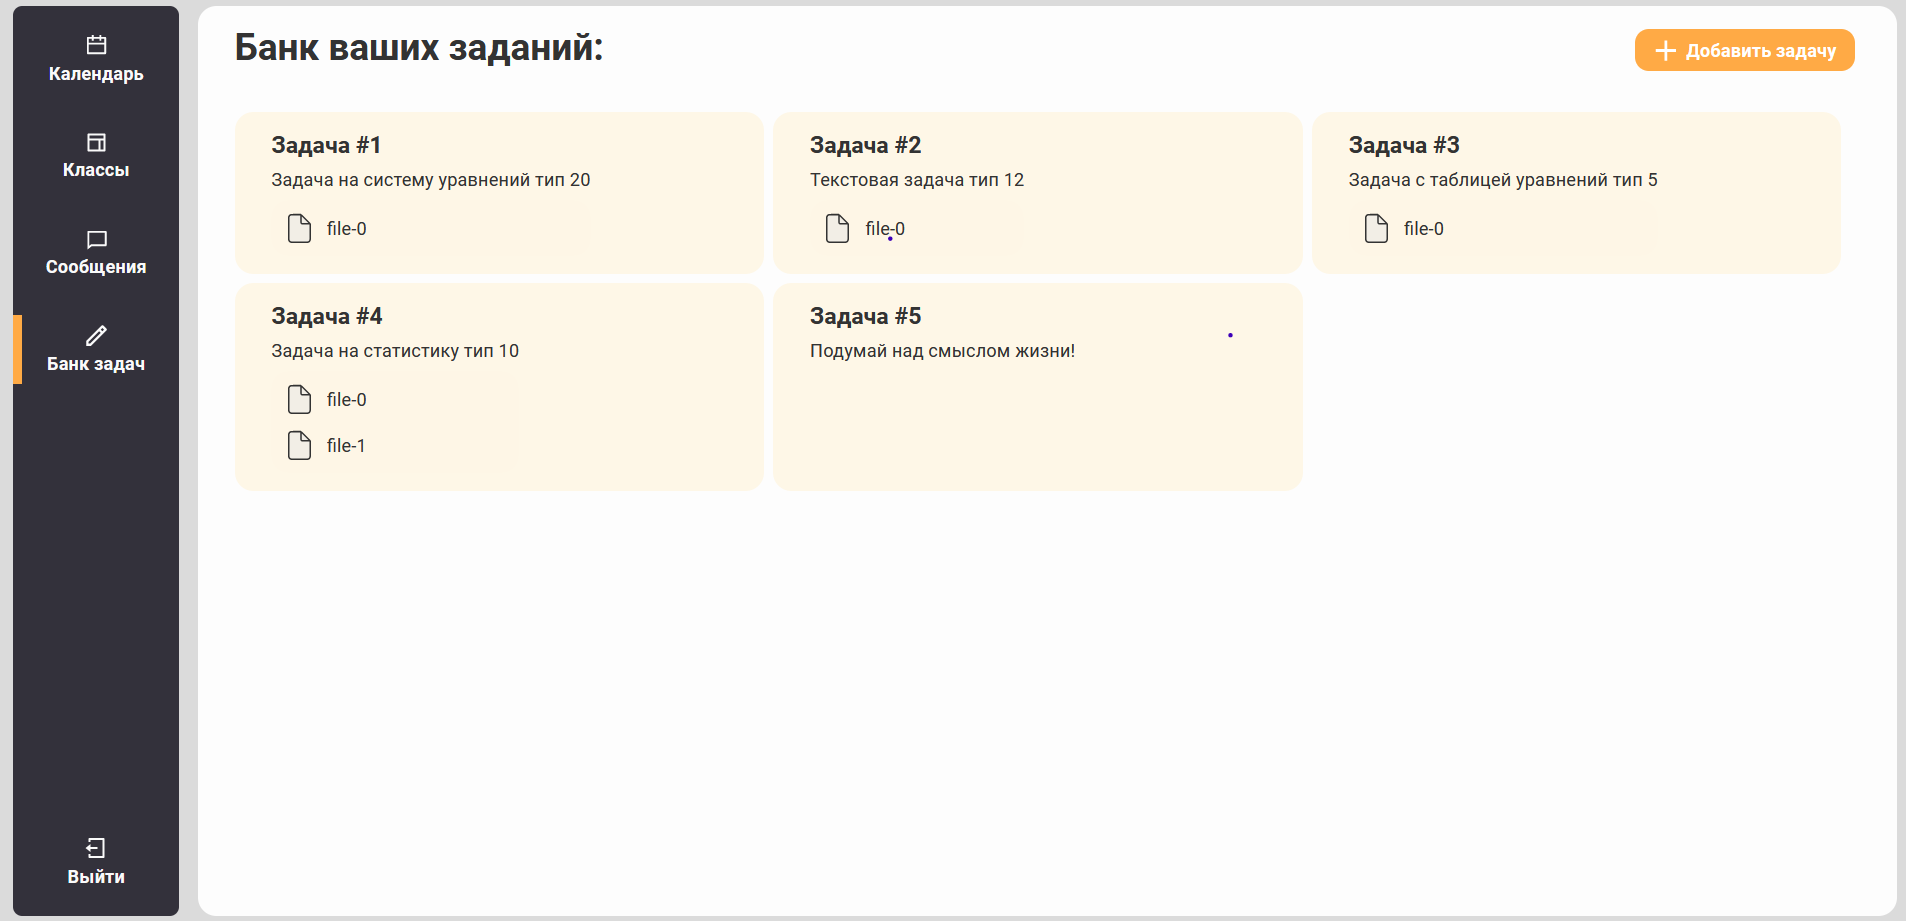 Календарь
Классы
Сообщения
Банк задач
Выйти
Банк ваших заданий:
Добавить задачу
Задача #1
Задача на систему уравнений тип 20
file-0
Задача #2
Текстовая задача тип 12
file-0
Задача #3
Задача с таблицей уравнений тип 5
file-0
Задача #4
Задача на статистику тип 10
file-0
file-1
Задача #5
Подумай над смыслом жизни!